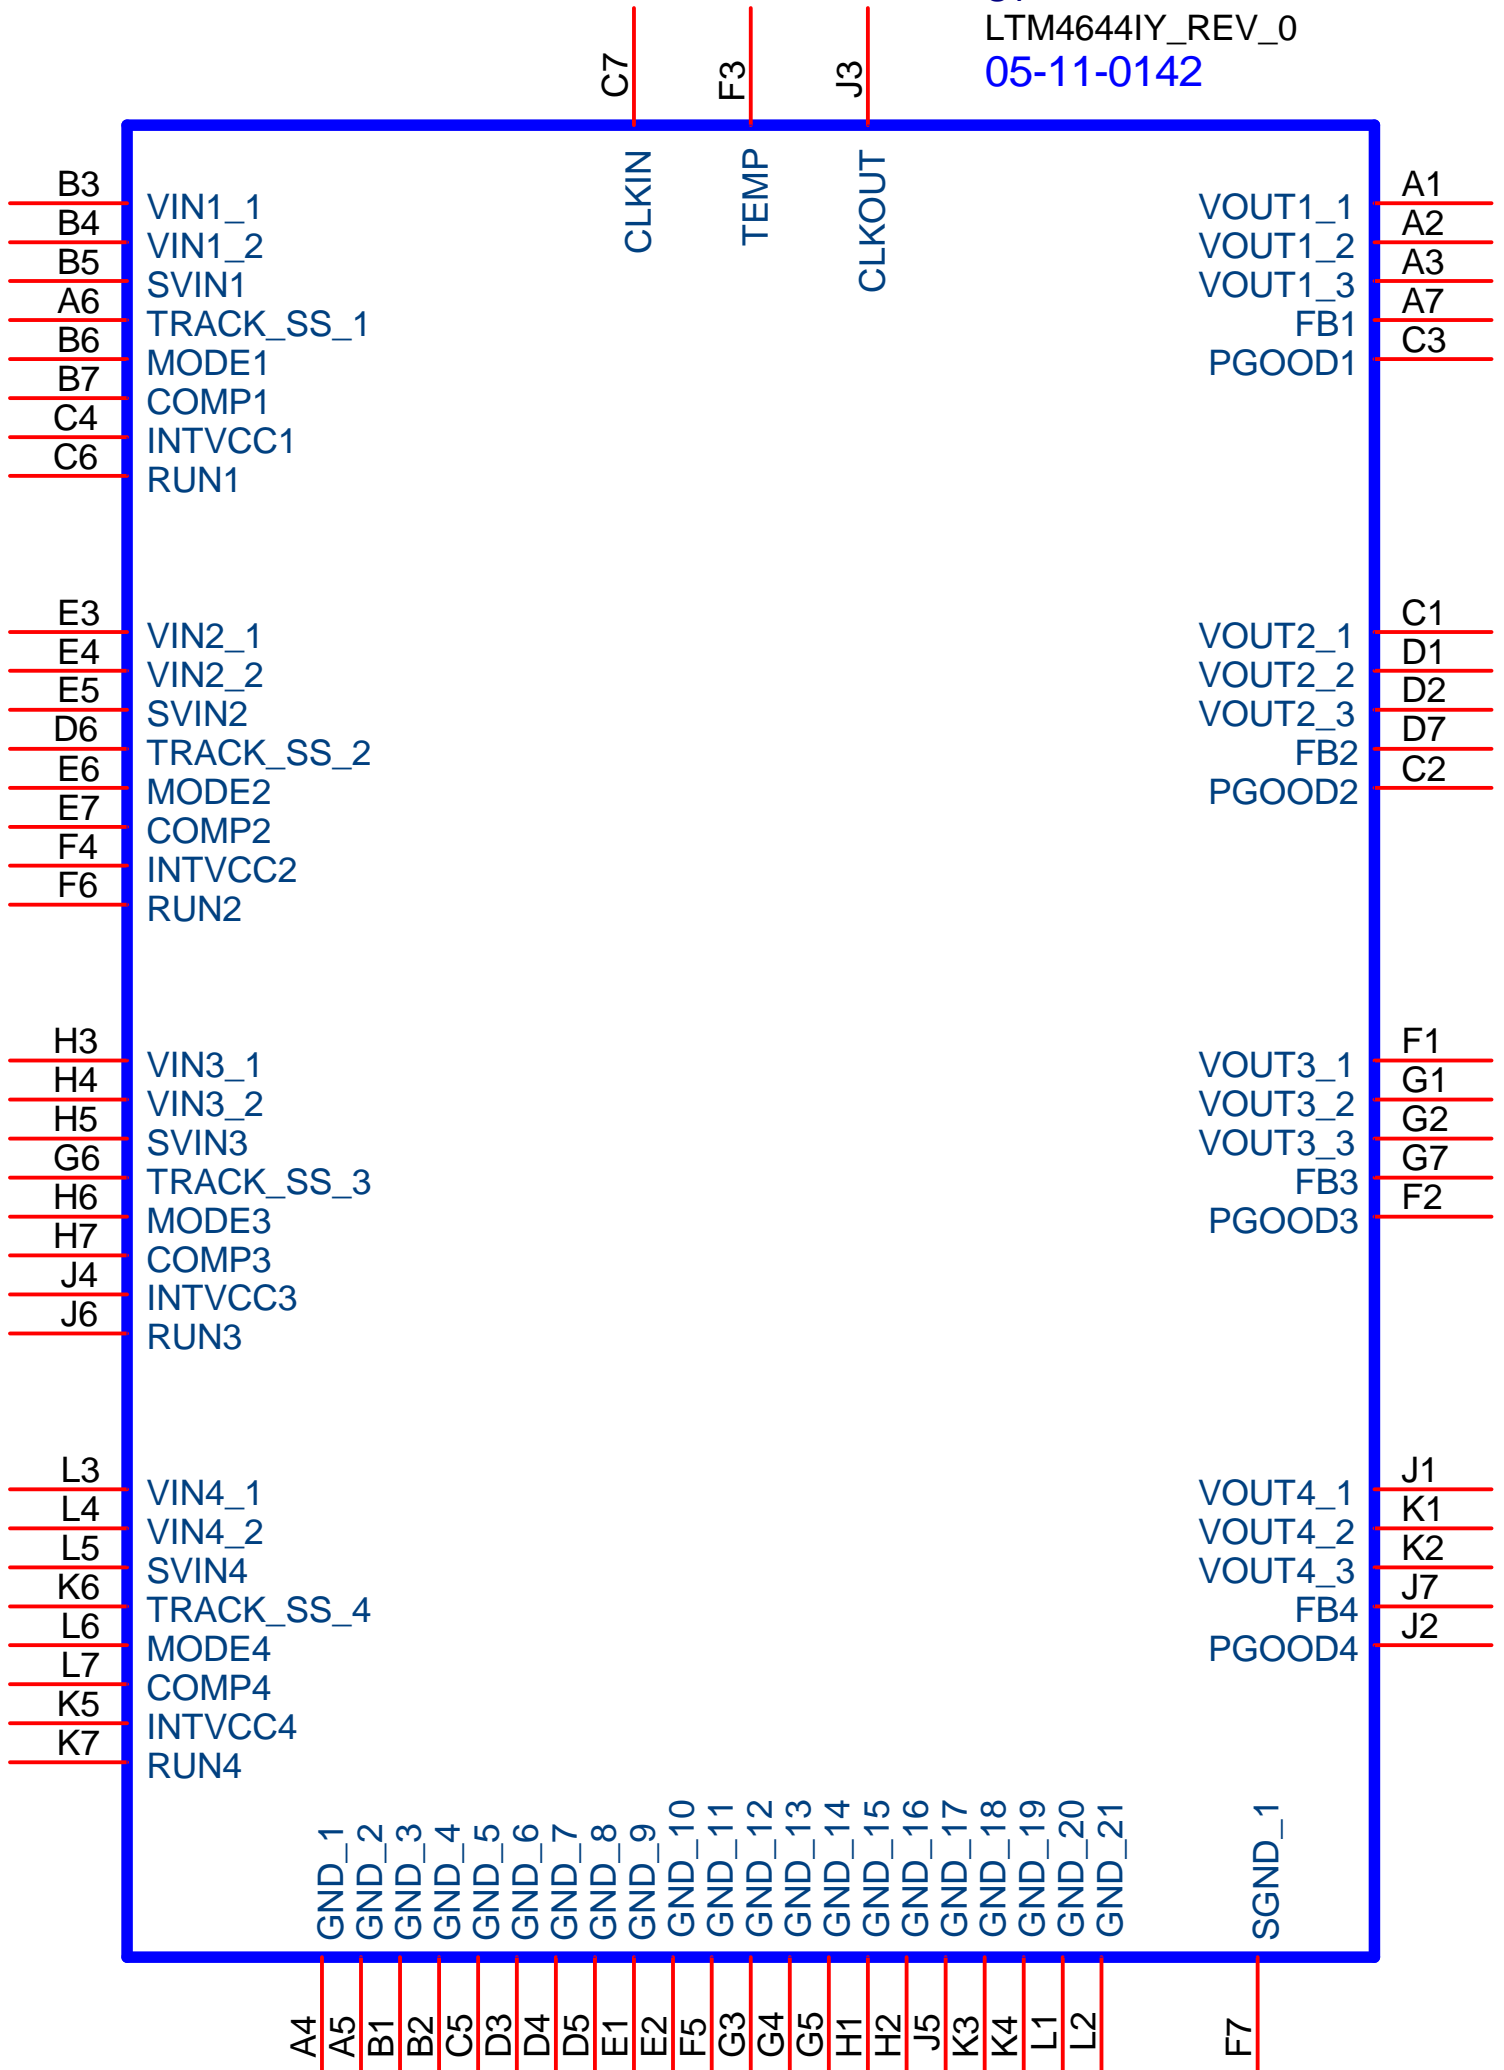 LTM4644IY_REV_0
05-11-0142
C7 F3 J3
CLKIN TEMP CLKOUT
B3 VIN1_1 VOUT1_1 A1
B4 VIN1_2 VOUT1_2 A2
B5 SVIN1 VOUT1_3 A3
A6 TRACK_SS_1 FB1 A7
B6 MODE1 PGOOD1 C3
B7 COMP1
C4 INTVCC1
C6 RUN1
E3 VIN2_1 VOUT2_1 C1
E4 VIN2_2 VOUT2_2 D1
E5 SVIN2 VOUT2_3 D2
D6 TRACK_SS_2 FB2 D7
E6 MODE2 PGOOD2 C2
E7 COMP2
F4 INTVCC2
F6 RUN2
H3 VIN3_1 VOUT3_1 F1
H4 VIN3_2 VOUT3_2 G1
H5 SVIN3 VOUT3_3 G2
G6 TRACK_SS_3 FB3 G7
H6 MODE3 PGOOD3 F2
H7 COMP3
J4 INTVCC3
J6 RUN3
L3 VIN4_1 VOUT4_1 J1
L4 VIN4_2 VOUT4_2 K1
L5 SVIN4 VOUT4_3 K2
K6 TRACK_SS_4 FB4 J7
L6 MODE4 PGOOD4 J2
L7 COMP4
K5 INTVCC4
K7 RUN4
GND_1 GND_2 GND_3 GND_4 GND_5 GND_6 GND_7 GND_8 GND_9 GND_10 GND_11 GND_12 GND_13 GND_14 GND_15 GND_16 GND_17 GND_18 GND_19 GND_20 GND_21 SGND_1
A4 A5 B1 B2 C5 D3 D4 D5 E1 E2 F5 G3 G4 G5 H1 H2 J5 K3 K4 L1 L2 F7